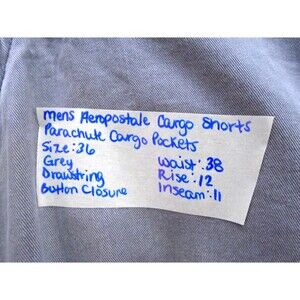 mens Aeropostale Cargo Shorts
Parachute Cargo Pockets
Size: 36
Grey
Drawstring
Button Closure
Waist: 38
Rise: 12
Inseam: 11